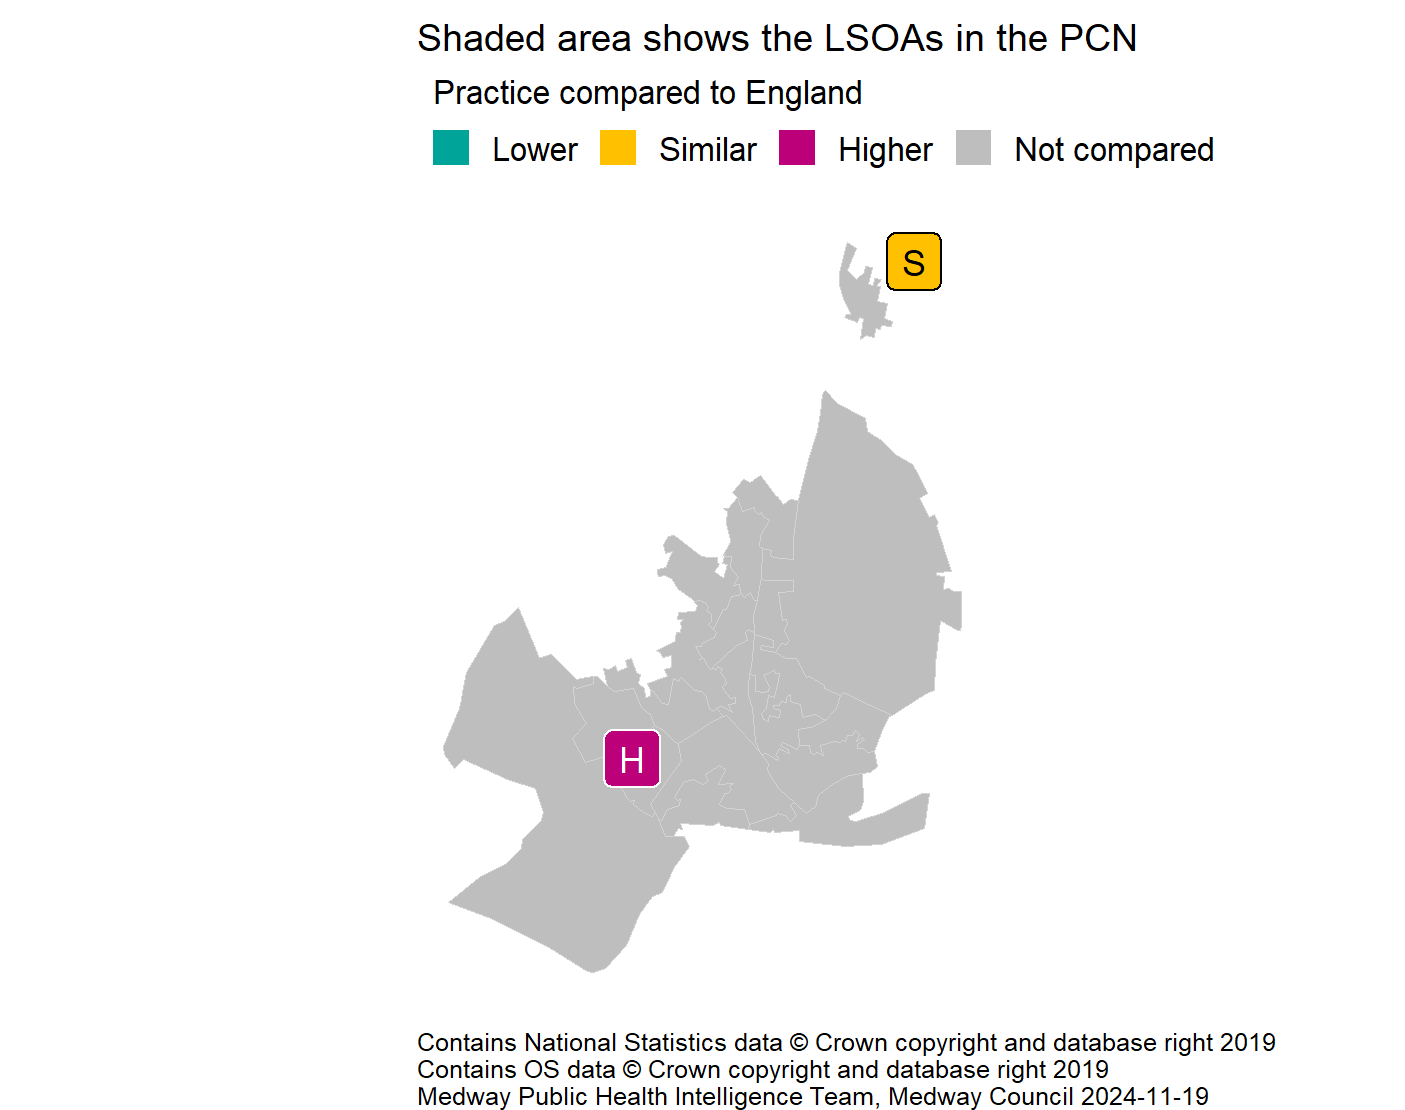 Shaded area shows the LSOAs in the PCN
Practice compared to England
Lower Similar Higher Not compared
S
H
Contains National Statistics data © Crown copyright and database right 2019
Contains OS data © Crown copyright and database right 2019
Medway Public Health Intelligence Team, Medway Council 2024-11-19